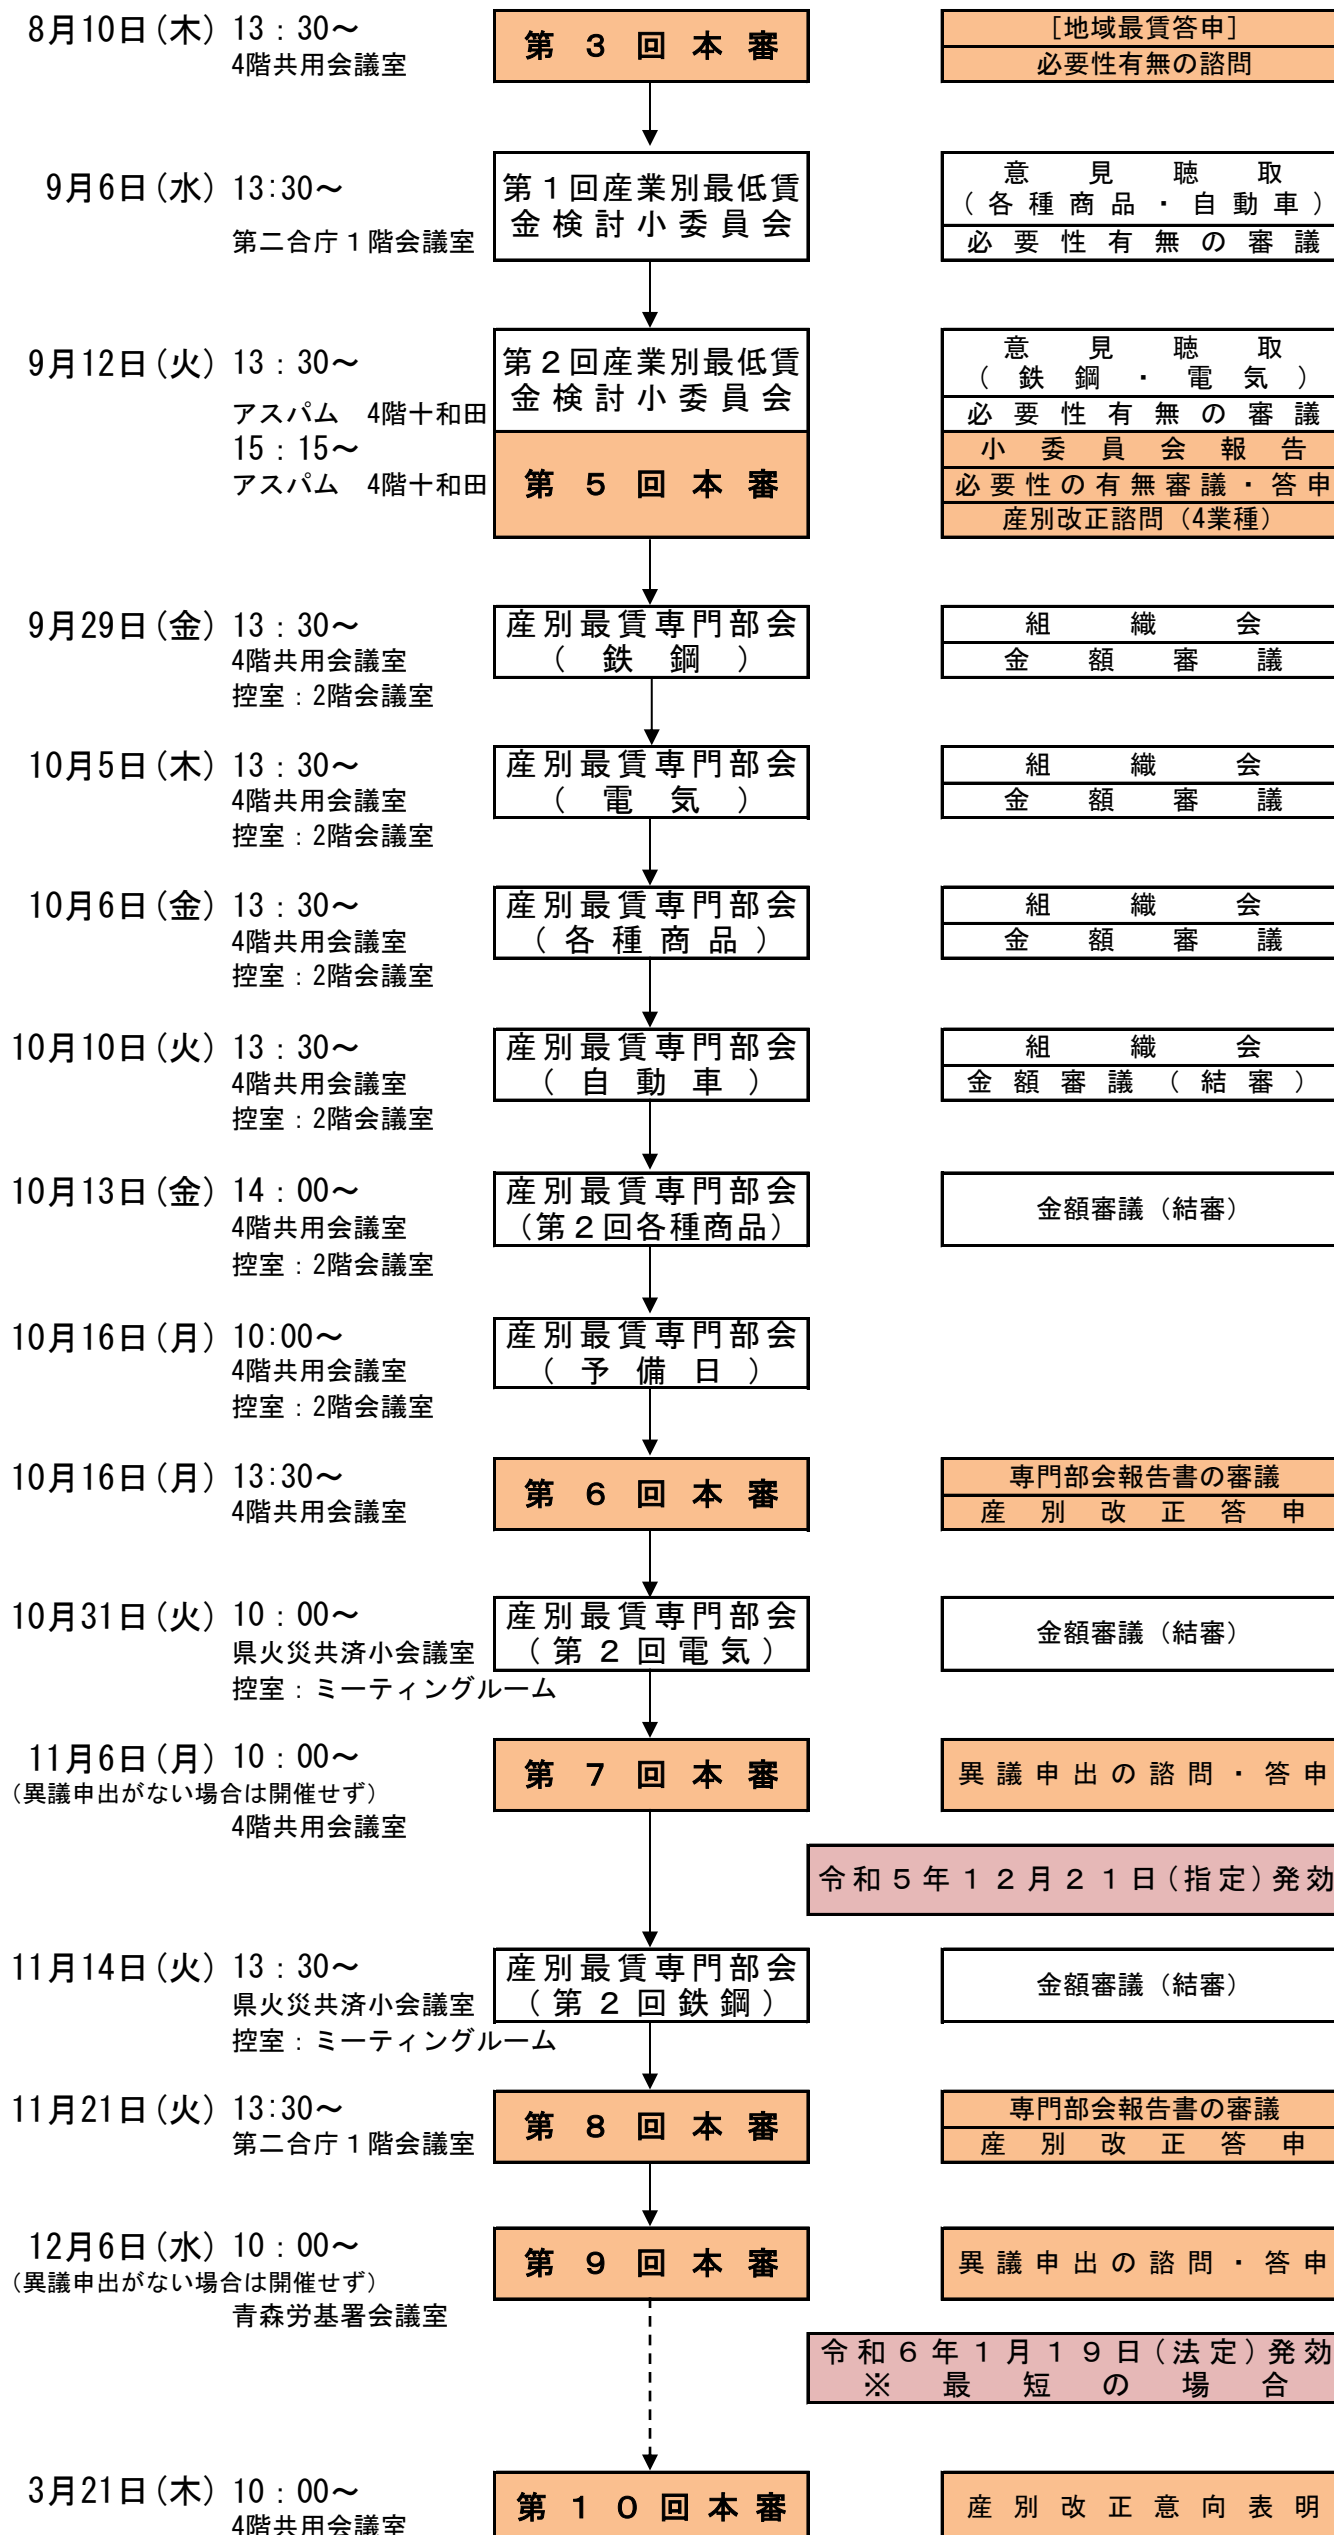 8月10日(木) 13：30～
4階共用会議室
第３回本審
[地域最賃答申]
必要性有無の諮問
9月6日(水) 13:30～
第二合庁１階会議室
第１回産業別最低賃
金検討小委員会
意見聴取
(各種商品・自動車)
必要性有無の審議
9月12日(火) 13：30～
アスパム　4階十和田
第２回産業別最低賃
金検討小委員会
意見聴取
(鉄鋼・電気)
必要性有無の審議
15：15～
アスパム　4階十和田
第５回本審
小委員会報告
必要性の有無審議・答申
産別改正諮問（4業種）
9月29日(金) 13：30～
4階共用会議室
控室：2階会議室
産別最賃専門部会
(鉄鋼)
組織会
金額審議
10月5日(木) 13：30～
4階共用会議室
控室：2階会議室
産別最賃専門部会
(電気)
組織会
金額審議
10月6日(金) 13：30～
4階共用会議室
控室：2階会議室
産別最賃専門部会
(各種商品)
組織会
金額審議
10月10日(火) 13：30～
4階共用会議室
控室：2階会議室
産別最賃専門部会
(自動車)
組織会
金額審議(結審)
10月13日(金) 14：00～
4階共用会議室
控室：2階会議室
産別最賃専門部会
(第２回各種商品)
金額審議（結審）
10月16日(月) 10:00～
4階共用会議室
控室：2階会議室
産別最賃専門部会
(予備日)
10月16日(月) 13:30～
4階共用会議室
第６回本審
専門部会報告書の審議
産別改正答申
10月31日(火) 10：00～
県火災共済小会議室
控室：ミーティングルーム
産別最賃専門部会
(第２回電気)
金額審議（結審）
11月6日(月) 10：00～
（異議申出がない場合は開催せず）
4階共用会議室
第７回本審
異議申出の諮問・答申
令和５年１２月２１日(指定)発効
11月14日(火) 13：30～
県火災共済小会議室
控室：ミーティングルーム
産別最賃専門部会
(第２回鉄鋼)
金額審議（結審）
11月21日(火) 13:30～
第二合庁１階会議室
第８回本審
専門部会報告書の審議
産別改正答申
12月6日(水) 10：00～
（異議申出がない場合は開催せず）
青森労基署会議室
第９回本審
異議申出の諮問・答申
令和６年１月１９日(法定)発効
※最短の場合
3月21日(木) 10：00～
4階共用会議室
第１０回本審
産別改正意向表明